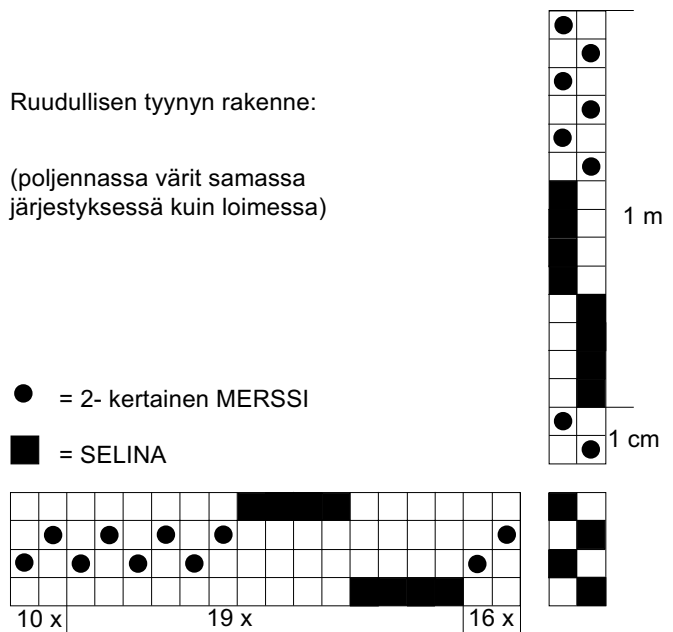 Ruudullisen tyynyn rakenne:
(poljennassa värit samassa
järjestyksessä kuin loimessa)
1 m
= 2- kertainen MERSSI
1 cm
= SELINA
10 x
19 x
16 x